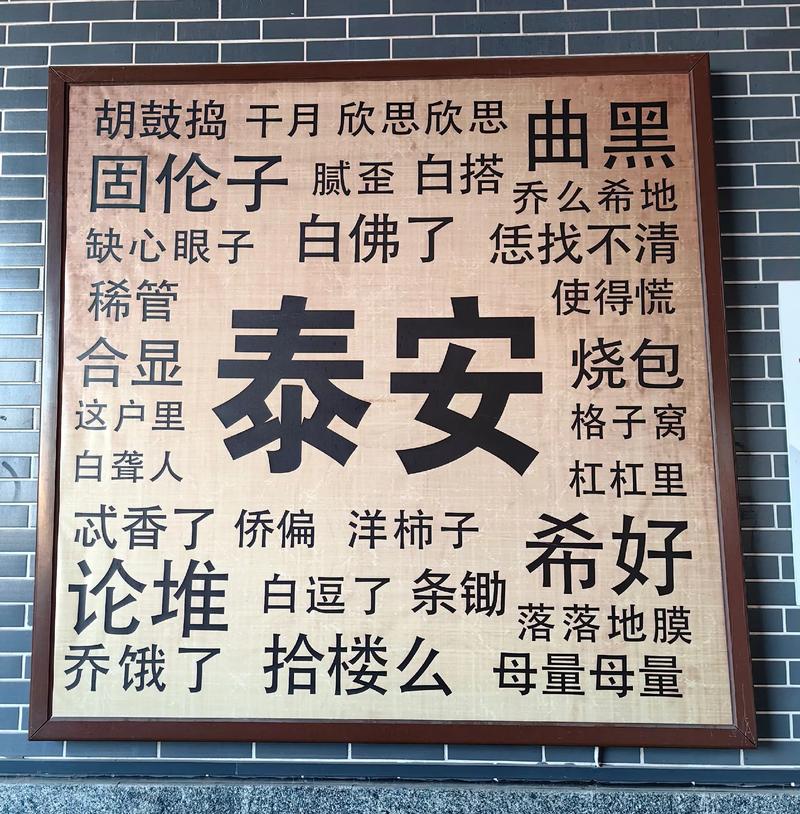 胡鼓捣 干月 欣思欣思 曲黑
固伦子 腻歪 白搭 乔么希地
缺心眼子 白佛了 恁找不清
稀管 使得慌
合显 泰安 烧包
这户里 格子窝
白聋人 杠杠里
忒香了 侨偏 洋柿子 希好
论堆 白逗了 条锄 落落地膜
乔饿了 拾楼么 母量母量